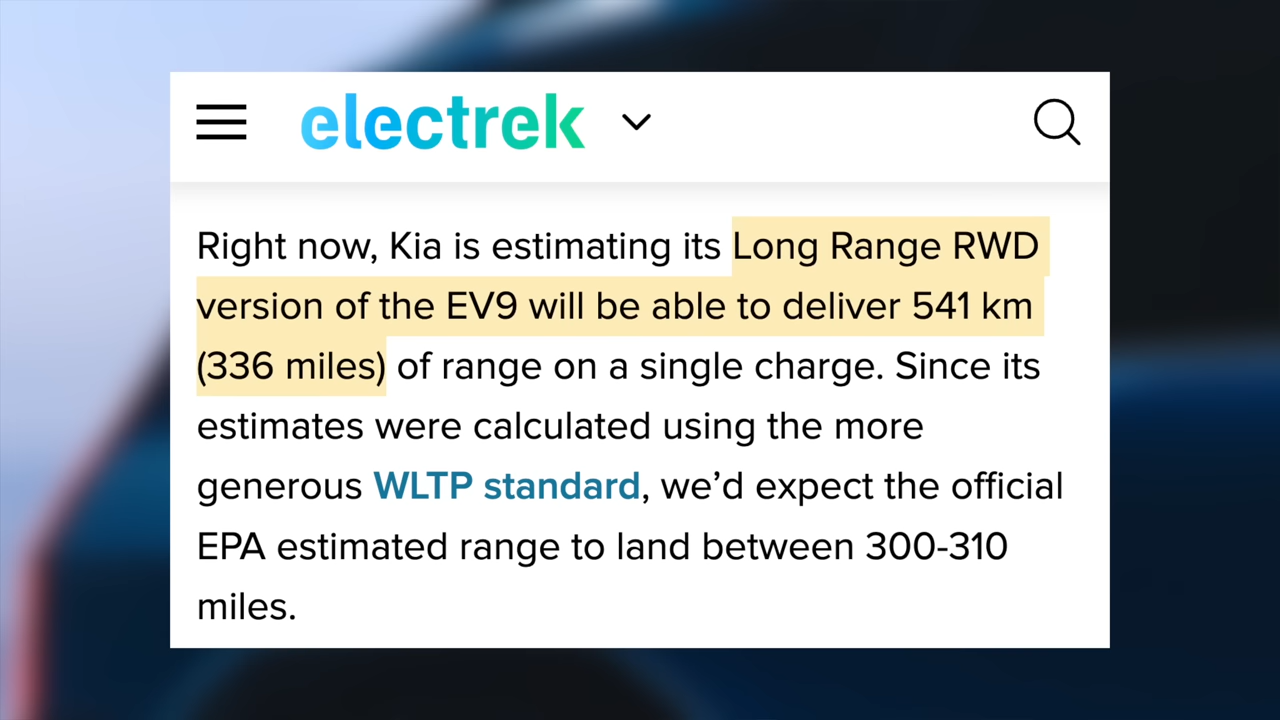 electrek
Right now, Kia is estimating its Long Range RWD
version of the EV9 will be able to deliver 541 km
(336 miles) of range on a single charge. Since its
estimates were calculated using the more
generous WLTP standard, we’d expect the official
EPA estimated range to land between 300-310
miles.